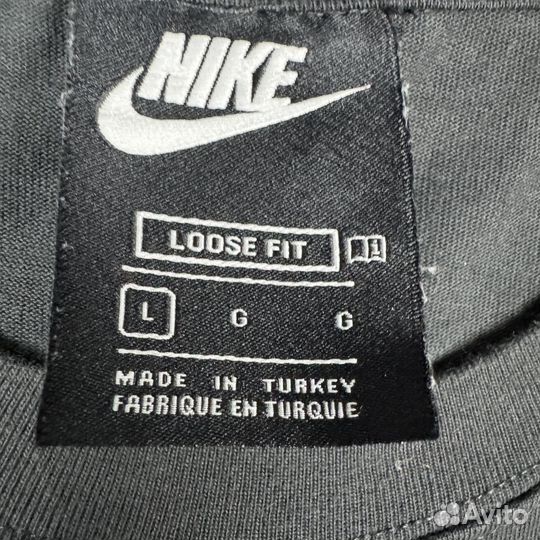 NIKE
LOOSE FIT
L G G
MADE IN TURKEY
FABRIQUE EN TURQUIE
Avito